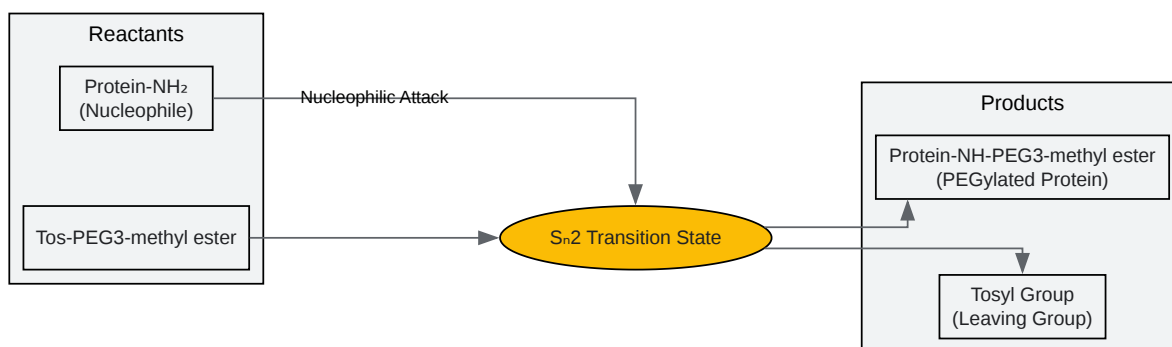 Reactants
Protein-NH₂
(Nucleophile)
Nucleophilic Attack
Tos-PEG3-methyl ester
Sₙ2 Transition State
Products
Protein-NH-PEG3-methyl ester
(PEGylated Protein)
Tosyl Group
(Leaving Group)